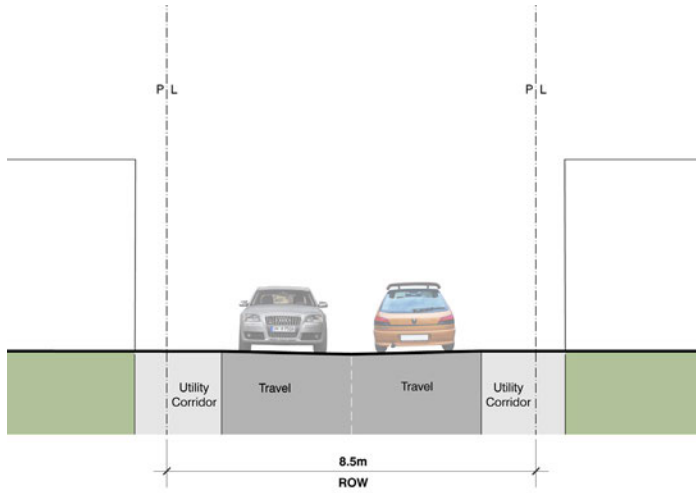 P L
P L
Utility
Corridor
Travel
Travel
Utility
Corridor
8.5m
ROW